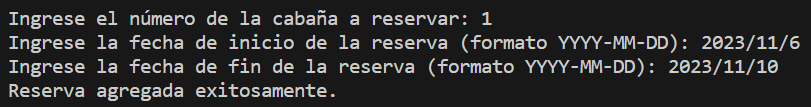 Ingrese el número de la cabaña a reservar: 1
Ingrese la fecha de inicio de la reserva (formato YYYY-MM-DD): 2023/11/6
Ingrese la fecha de fin de la reserva (formato YYYY-MM-DD): 2023/11/10
Reserva agregada exitosamente.